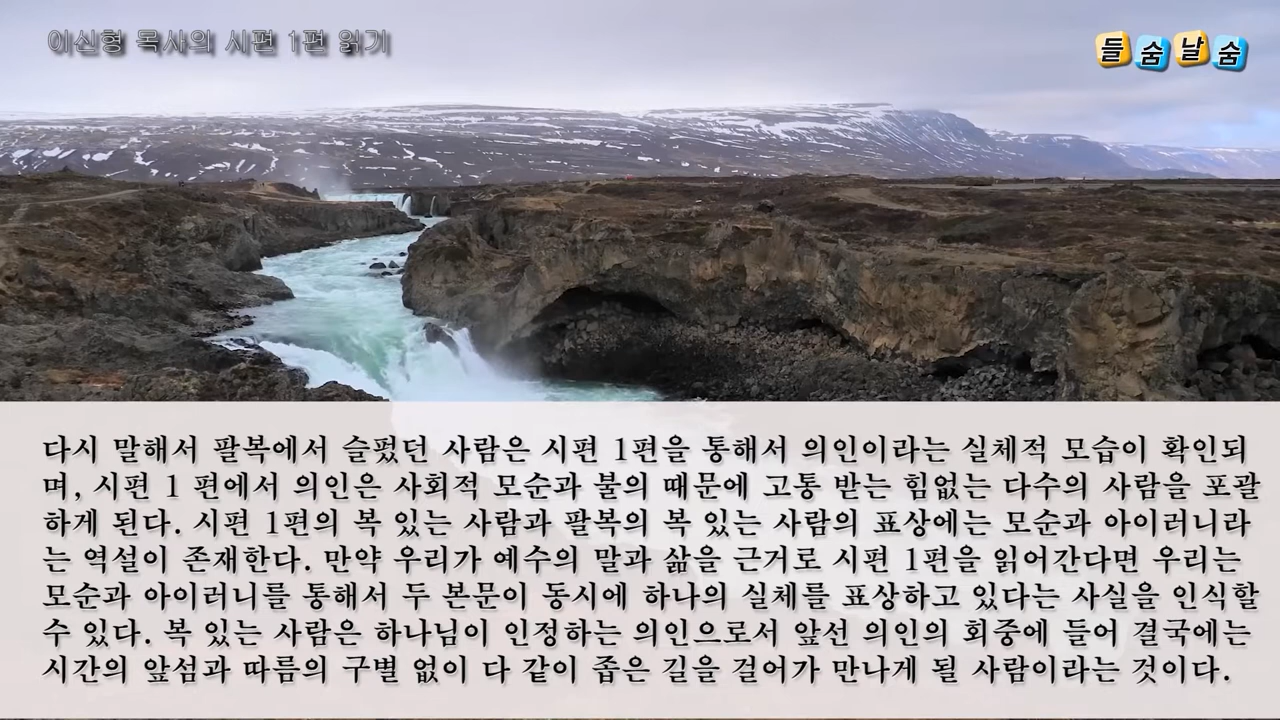 이신형 목사의 시편 1편 읽기
들숨날숨
다시 말해서 팔복에서 슬펐던 사람은 시편 1편을 통해서 의인이라는 실체적 모습이 확인되
며, 시편 1 편에서 의인은 사회적 모순과 불의 때문에 고통 받는 힘없는 다수의 사람을 포괄
하게 된다. 시편 1편의 복 있는 사람과 팔복의 복 있는 사람의 표상에는 모순과 아이러니라
는 역설이 존재한다. 만약 우리가 예수의 말과 삶을 근거로 시편 1편을 읽어간다면 우리는
모순과 아이러니를 통해서 두 본문이 동시에 하나의 실체를 표상하고 있다는 사실을 인식할
수 있다. 복 있는 사람은 하나님이 인정하는 의인으로서 앞선 의인의 회중에 들어 결국에는
시간의 앞섬과 따름의 구별 없이 다 같이 좁은 길을 걸어가 만나게 될 사람이라는 것이다.